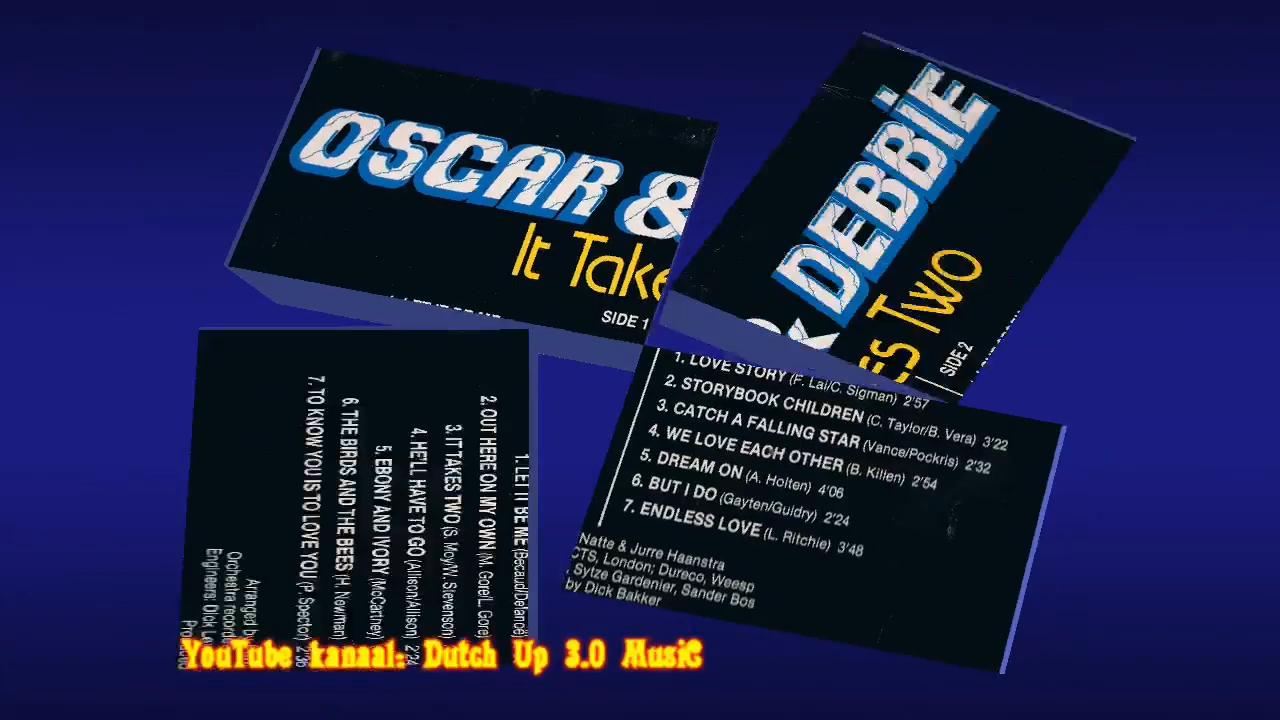 OSCAR &
It Take
SIDE 1
DEBBIE
ES TWO
SIDE 2
1. LET IT BE ME (Becaud/Delanoë)
2. OUT HERE ON MY OWN (M. Gore/L. Gore)
3. IT TAKES TWO (S. Moy/W. Stevenson)
4. HE'LL HAVE TO GO (Allison/Allison) 2'24
5. EBONY AND IVORY (McCartney)
6. THE BIRDS AND THE BEES (H. Newman)
7. TO KNOW YOU IS TO LOVE YOU (P. Spector) 2'36
Arranged
Orchestra record
Engineers: Dick
1. LOVE STORY (F. Lai/C. Sigman) 2'57
2. STORYBOOK CHILDREN (C. Taylor/B. Vera) 3'22
3. CATCH A FALLING STAR (Vance/Pockris) 2'32
4. WE LOVE EACH OTHER (B. Killen) 2'54
5. DREAM ON (A. Holten) 4'06
6. BUT I DO (Gayten/Guidry) 2'24
7. ENDLESS LOVE (L. Ritchie) 3'48
Natte & Jurre Haanstra
CTS, London; Dureco, Weesp
, Sytze Gardenier, Sander Bos
by Dick Bakker
YouTube kanaal: Dutch Up 3.0 MusiC